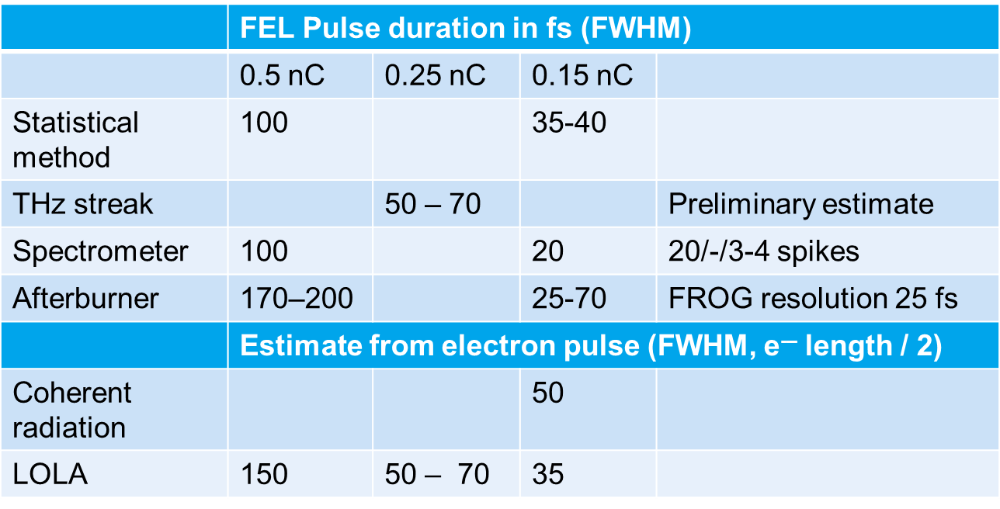 FEL Pulse duration in fs (FWHM)
0.5 nC 0.25 nC 0.15 nC
Statistical method 100 35-40
THz streak 50 – 70 Preliminary estimate
Spectrometer 100 20 20/-/3-4 spikes
Afterburner 170–200 25-70 FROG resolution 25 fs
Estimate from electron pulse (FWHM, e— length / 2)
Coherent radiation 50
LOLA 150 50 – 70 35